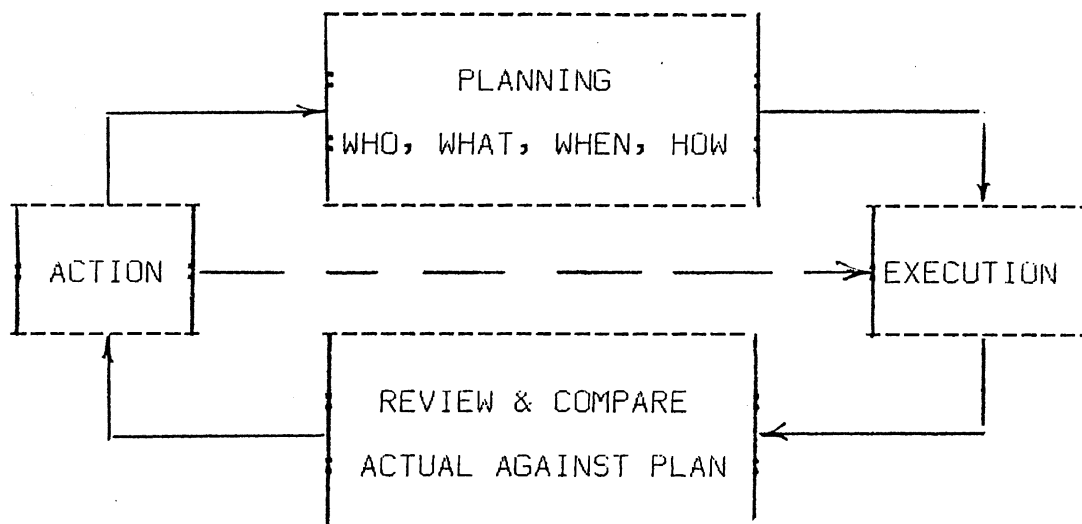 PLANNING
WHO, WHAT, WHEN, HOW
ACTION
EXECUTION
REVIEW & COMPARE
ACTUAL AGAINST PLAN